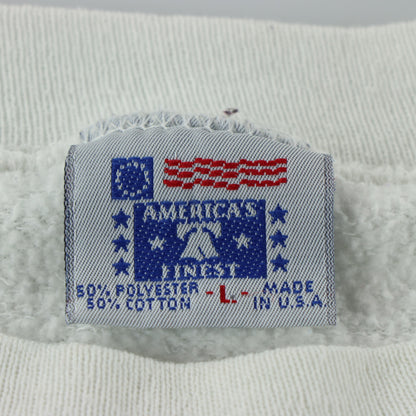 AMERICA'S
FINEST
50% POLYESTER
50% COTTON
-L-
MADE
IN U.S.A.